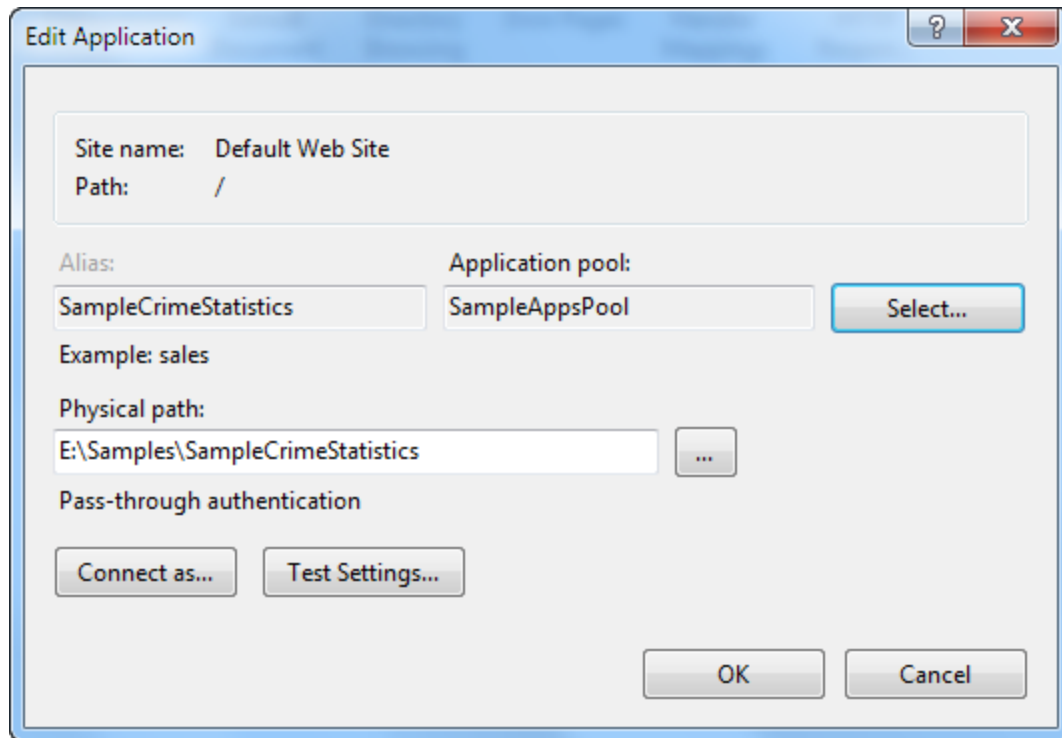 Edit Application
?
Site name: Default Web Site
Path: /
Alias: Application pool:
SampleCrimeStatistics SampleAppsPool Select...
Example: sales
Physical path:
E:\Samples\SampleCrimeStatistics ...
Pass-through authentication
Connect as... Test Settings...
OK Cancel